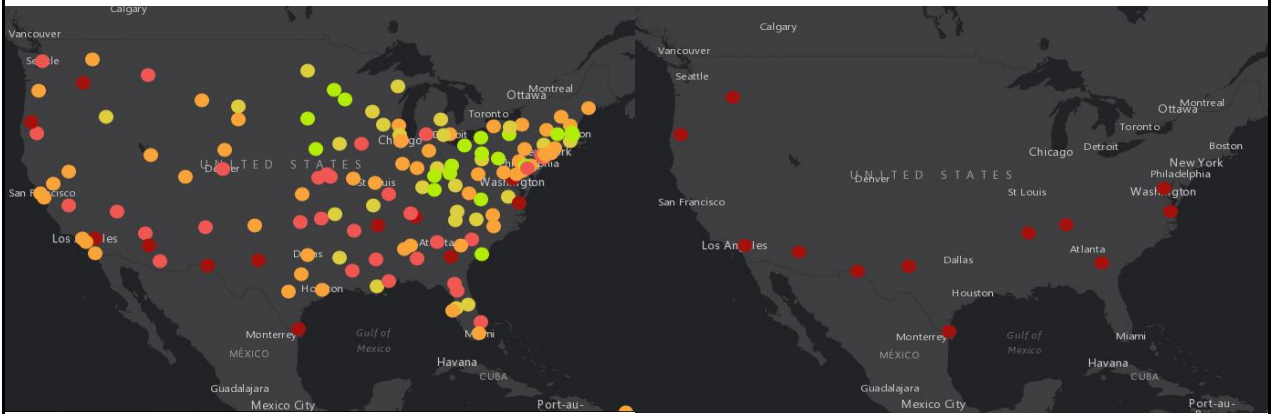 Calgary
Vancouver
Seattle
Montreal
Ottawa
Toronto
Detroit
Chicago
UNITED STATES
Denver
St Louis
Philadelphia
Washington
San Francisco
Los Angeles
Atlanta
Dallas
Houston
Monterrey
Gulf of
Mexico
Miami
MÉXICO
Havana
CUBA
Guadalajara
Mexico City
Port-au-
Calgary
Vancouver
Seattle
Montreal
Ottawa
Toronto
Boston
Chicago
Detroit
New York
Philadelphia
UNITED STATES
Denver
St Louis
Washington
San Francisco
Los Angeles
Atlanta
Dallas
Houston
Monterrey
Gulf of
Mexico
Miami
MÉXICO
Havana
CUBA
Guadalajara
Mexico City
Port-au-